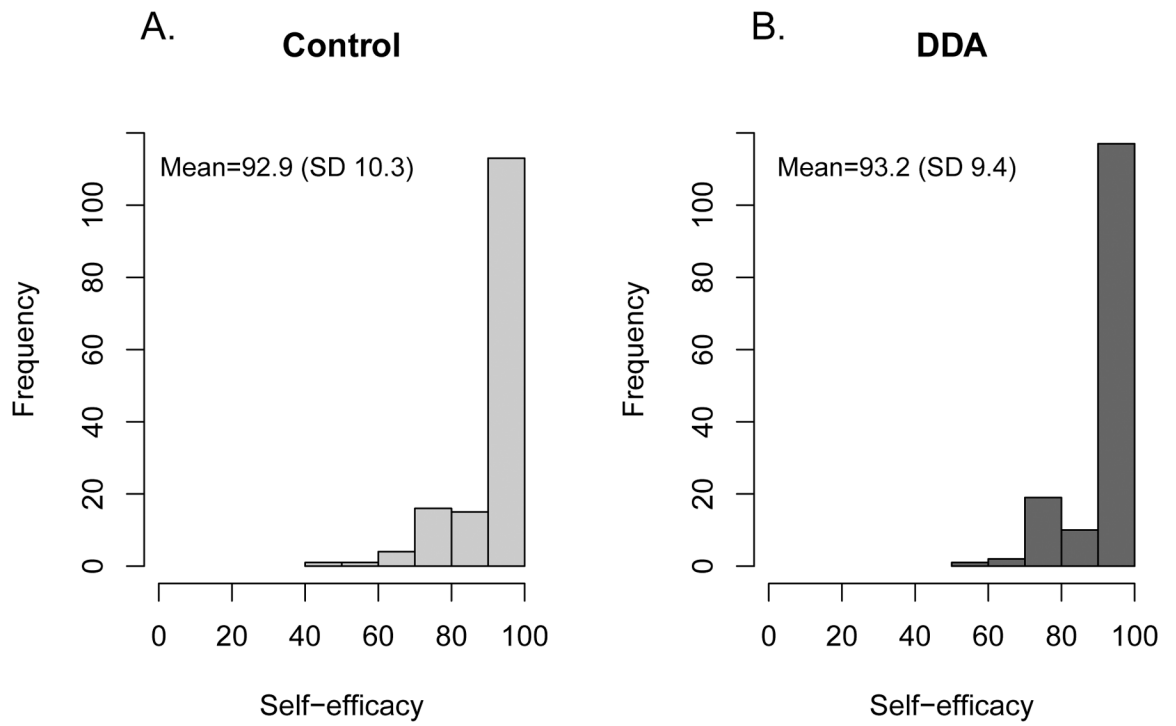 A.
Control
Mean=92.9 (SD 10.3)
Frequency
0
20
40
60
80
100
0 20 40 60 80 100
Self−efficacy
B.
DDA
Mean=93.2 (SD 9.4)
Frequency
0
20
40
60
80
100
0 20 40 60 80 100
Self−efficacy